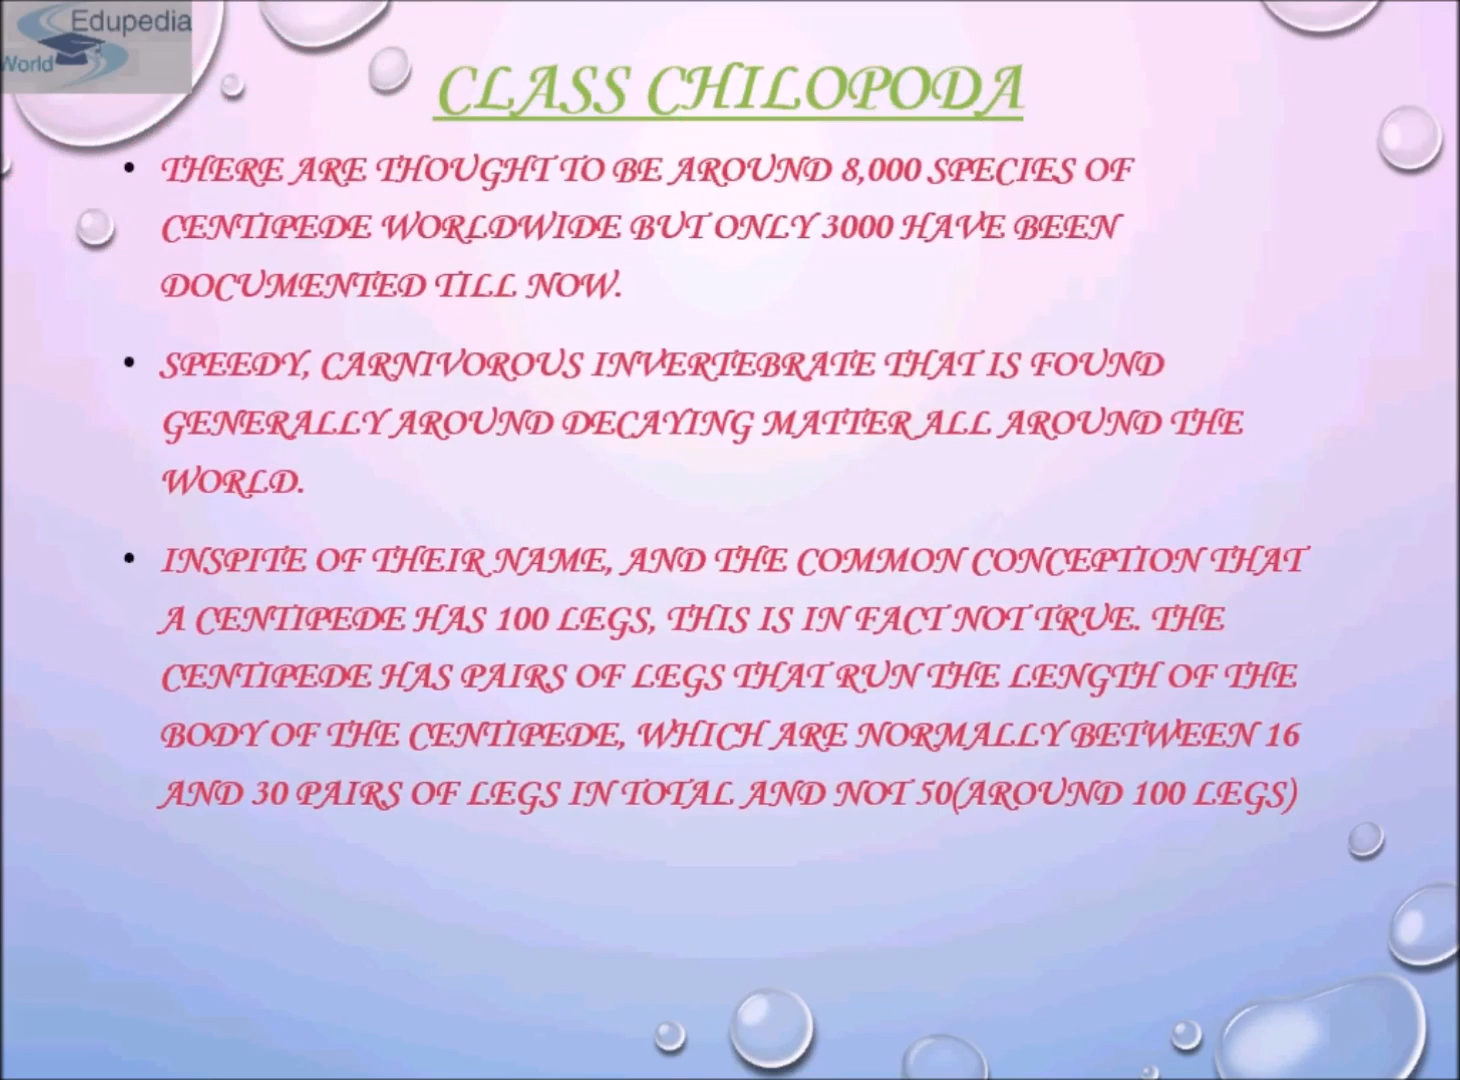 Edupedia
World
CLASS CHILOPODA
• THERE ARE THOUGHT TO BE AROUND 8,000 SPECIES OF
CENTIPEDE WORLDWIDE BUT ONLY 3000 HAVE BEEN
DOCUMENTED TILL NOW.
• SPEEDY, CARNIVOROUS INVERTEBRATE THAT IS FOUND
GENERALLY AROUND DECAYING MATTER ALL AROUND THE
WORLD.
• INSPITE OF THEIR NAME, AND THE COMMON CONCEPTION THAT
A CENTIPEDE HAS 100 LEGS, THIS IS IN FACT NOT TRUE. THE
CENTIPEDE HAS PAIRS OF LEGS THAT RUN THE LENGTH OF THE
BODY OF THE CENTIPEDE, WHICH ARE NORMALLY BETWEEN 16
AND 30 PAIRS OF LEGS IN TOTAL AND NOT 50(AROUND 100 LEGS)